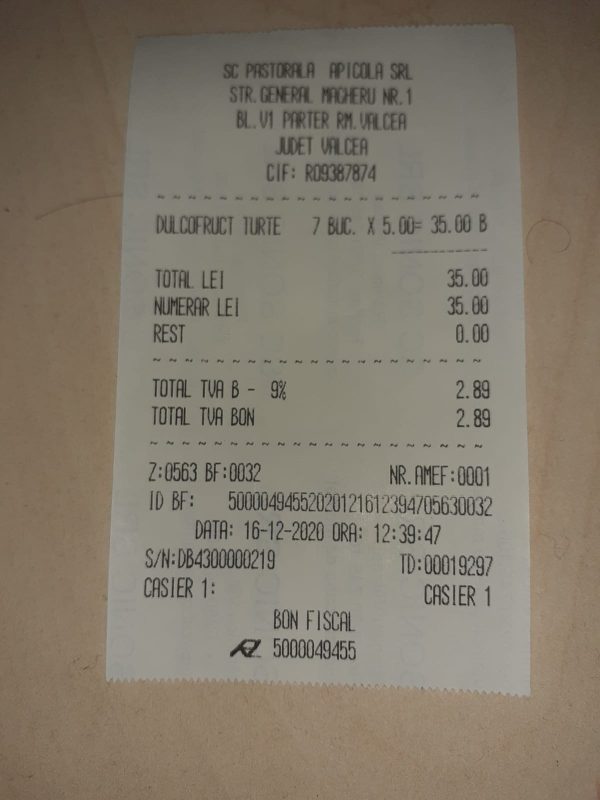 SC PASTORALA APICOLA SRL
STR.GENERAL MAGHERU NR.1
BL.V1 PARTER RM.VALCEA
JUDET VALCEA
CIF: RO9387874
~ ~ ~ ~ ~ ~ ~ ~ ~ ~ ~ ~ ~ ~ ~ ~ ~ ~ ~ ~ ~ ~
DULCOFRUCT TURTE 7 BUC. X 5.00= 35.00 B
------------
TOTAL LEI 35.00
NUMERAR LEI 35.00
REST 0.00
~ ~ ~ ~ ~ ~ ~ ~ ~ ~ ~ ~ ~ ~ ~ ~ ~ ~ ~ ~ ~ ~
TOTAL TVA B - 9% 2.89
TOTAL TVA BON 2.89
~ ~ ~ ~ ~ ~ ~ ~ ~ ~ ~ ~ ~ ~ ~ ~ ~ ~ ~ ~ ~ ~
Z:0563 BF:0032 NR.AMEF:0001
ID BF: 50000494552020121612394705630032
DATA: 16-12-2020 ORA: 12:39:47
S/N:DB4300000219 TD:00019297
CASIER 1: CASIER 1
BON FISCAL
5000049455